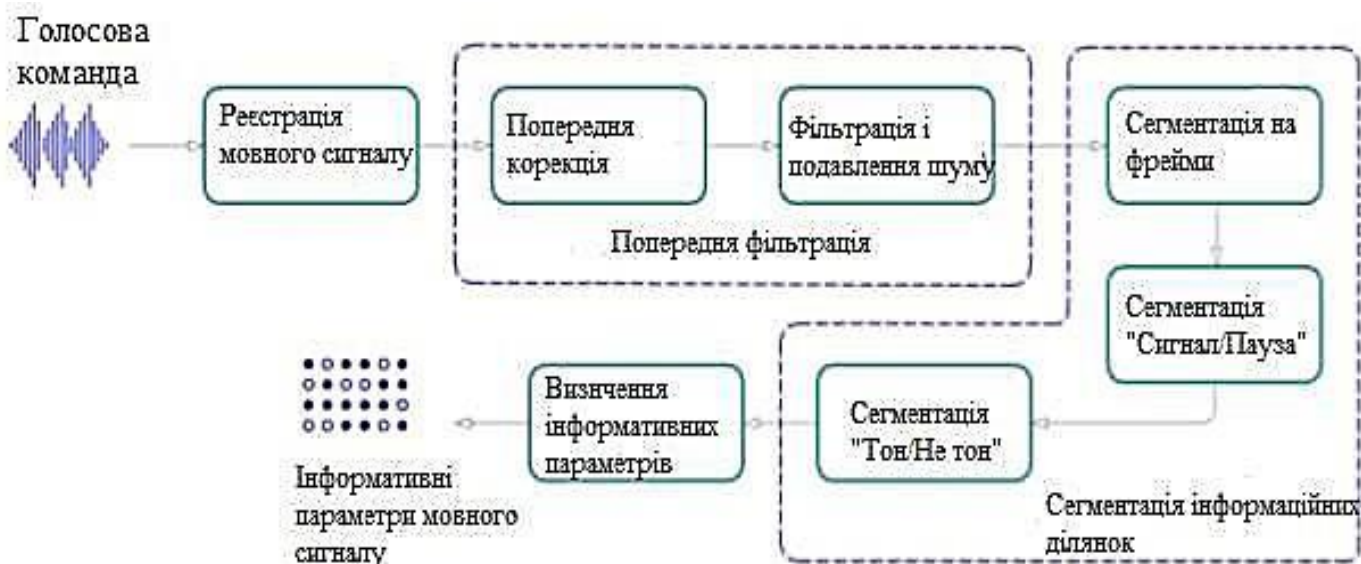 Голосова
команда
Реєстрація
мовного сигналу
Попередня
корекція
Фільтрація і
подавлення шуму
Попередня фільтрація
Сегментація на
фрейми
Сегментація
"Сигнал/Пауза"
Сегментація
"Тон/Не тон"
Сегментація інформаційних
ділянок
Визнчення
інформативних
параметрів
Інформативні
параметри мовного
сигналу